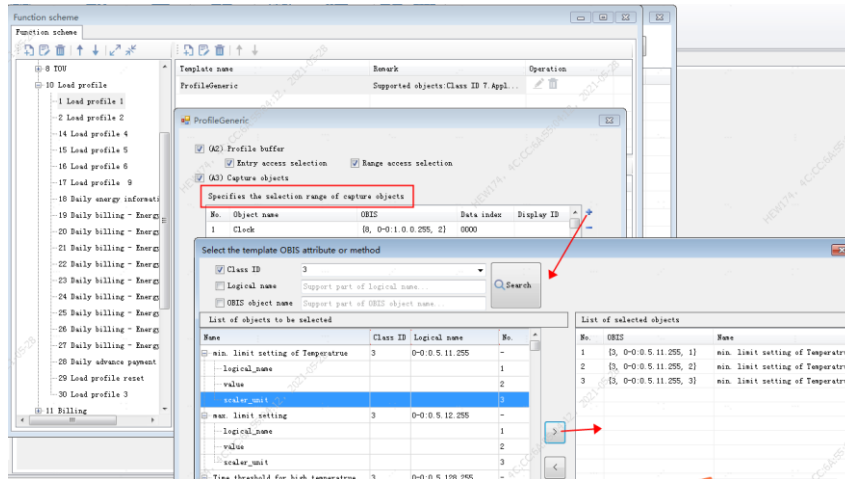 Function scheme
Function scheme
8 TOU
10 Load profile
1 Load profile 1
2 Load profile 2
14 Load profile 4
15 Load profile 5
16 Load profile 6
17 Load profile 9
18 Daily energy informati
19 Daily billing - Energ
20 Daily billing - Energ
21 Daily billing - Energ
22 Daily billing - Energ
23 Daily billing - Energ
24 Daily billing - Energ
25 Daily billing - Energ
26 Daily billing - Energ
27 Daily billing - Energ
28 Daily advance payment
29 Load profile reset
30 Load profile 3
11 Billing
Template name Remark Operation
ProfileGeneric Supported objects:Class ID 7.Appl...
ProfileGeneric
(A2) Profile buffer
Entry access selection Range access selection
(A3) Capture objects
Specifies the selection range of capture objects
No. Object name OBIS Data index Display ID
1 Clock {8, 0-0:1.0.0.255, 2} 0000
Select the template OBIS attribute or method
Class ID 3
Logical name Support part of logical name...
OBIS object name Support part of OBIS object name...
Search
List of objects to be selected
Name Class ID Logical name No.
min. limit setting of Temperatrue 3 0-0:0.5.11.255 -
logical_name 1
value 2
scaler_unit 3
max. limit setting 3 0-0:0.5.12.255 -
logical_name 1
value 2
scaler_unit 3
Time threshold for high temperatrue 3 0-0:0.5.128.255 -
>
<
List of selected objects
No. OBIS Name
1 {3, 0-0:0.5.11.255, 1} min. limit setting of Temperatru
2 {3, 0-0:0.5.11.255, 2} min. limit setting of Temperatru
3 {3, 0-0:0.5.11.255, 3} min. limit setting of Temperatru